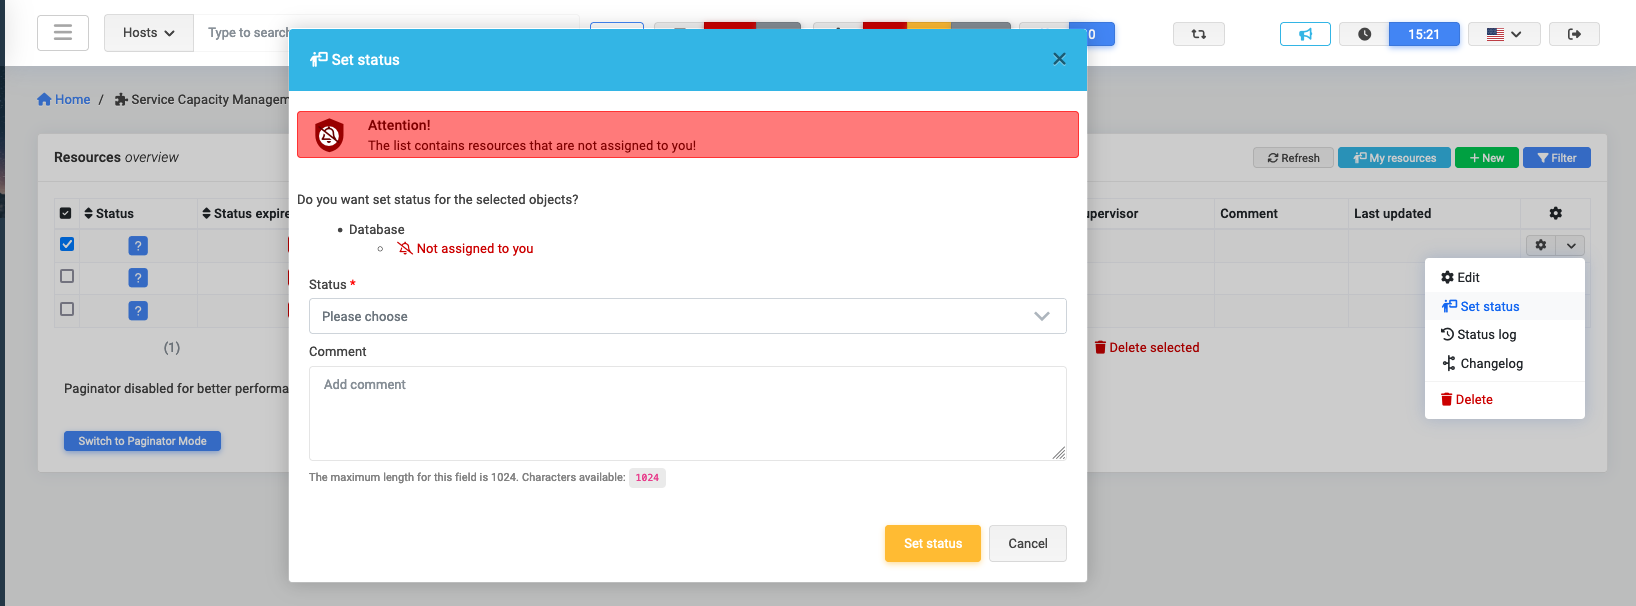 Hosts
Type to search
15:21
Set status
Home / Service Capacity Managem
Attention!
The list contains resources that are not assigned to you!
Resources overview
Refresh
My resources
New
Filter
Do you want set status for the selected objects?
Status
Status expire
upervisor
Comment
Last updated
Database
Not assigned to you
?
?
?
Status *
Please choose
Comment
Add comment
The maximum length for this field is 1024. Characters available: 1024
Set status
Cancel
Edit
Set status
Status log
Changelog
Delete
(1)
Delete selected
Paginator disabled for better performa
Switch to Paginator Mode